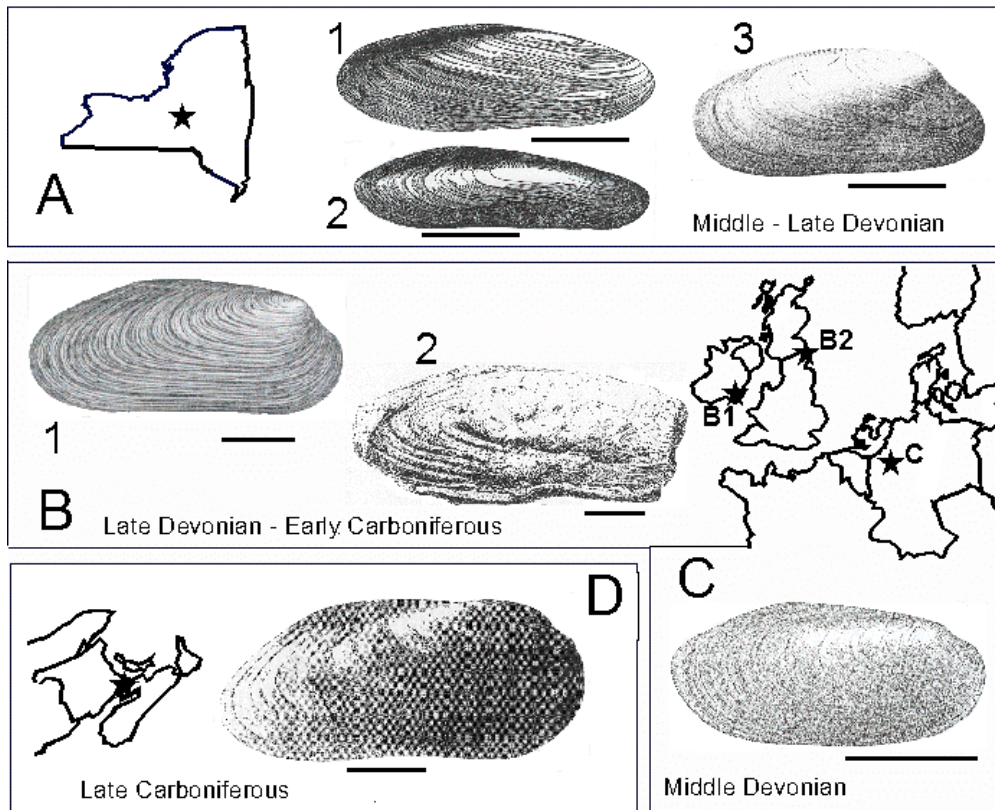 A
1
2
3
Middle - Late Devonian
B
1
2
Late Devonian - Early Carboniferous
B1
B2
C
D
Late Carboniferous
C
Middle Devonian